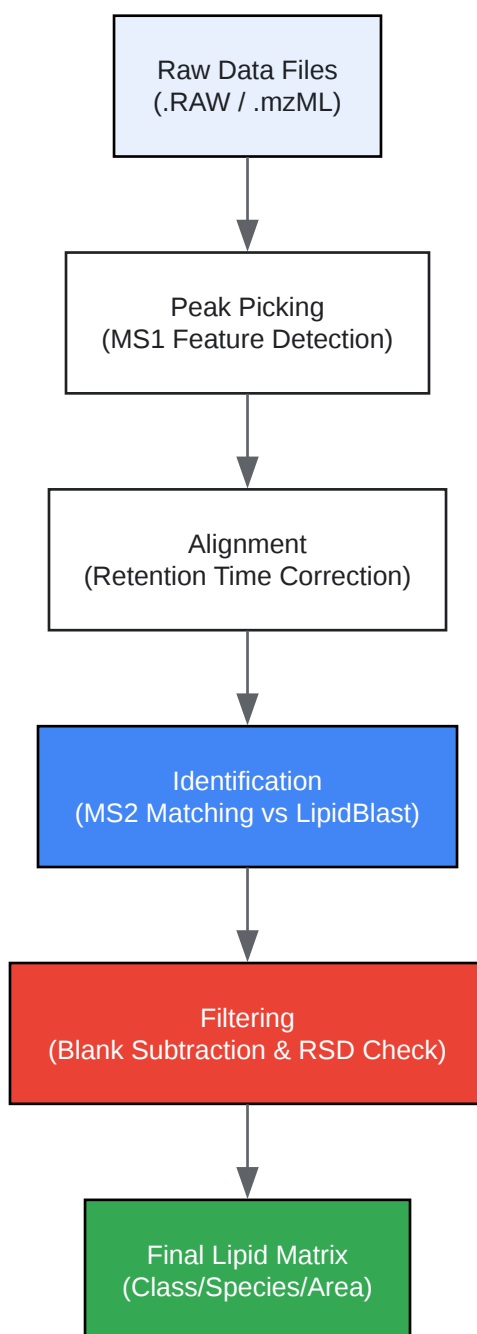 Raw Data Files
(.RAW / .mzML)
Peak Picking
(MS1 Feature Detection)
Alignment
(Retention Time Correction)
Identification
(MS2 Matching vs LipidBlast)
Filtering
(Blank Subtraction & RSD Check)
Final Lipid Matrix
(Class/Species/Area)